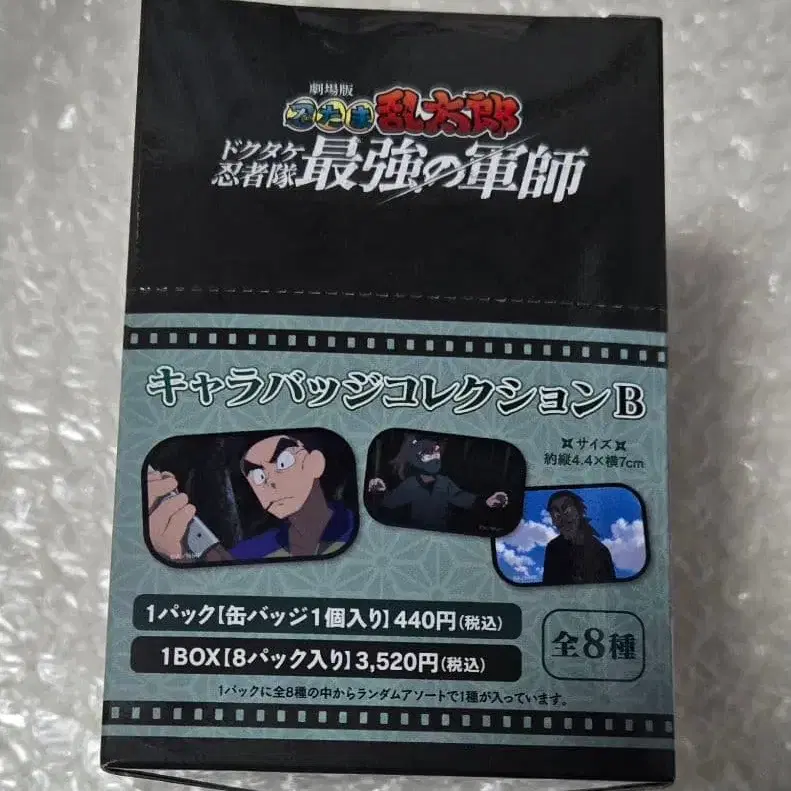 劇場版
忍たま乱太郎
ドクタケ
忍者隊
最強の軍師
キャラバッジコレクションB
サイズ
約縦4.4×横7cm
1パック【缶バッジ1個入り】440円(税込)
1BOX【8パック入り】3,520円(税込)
全8種
1パックに全8種の中からランダムアソートで1種が入っています。